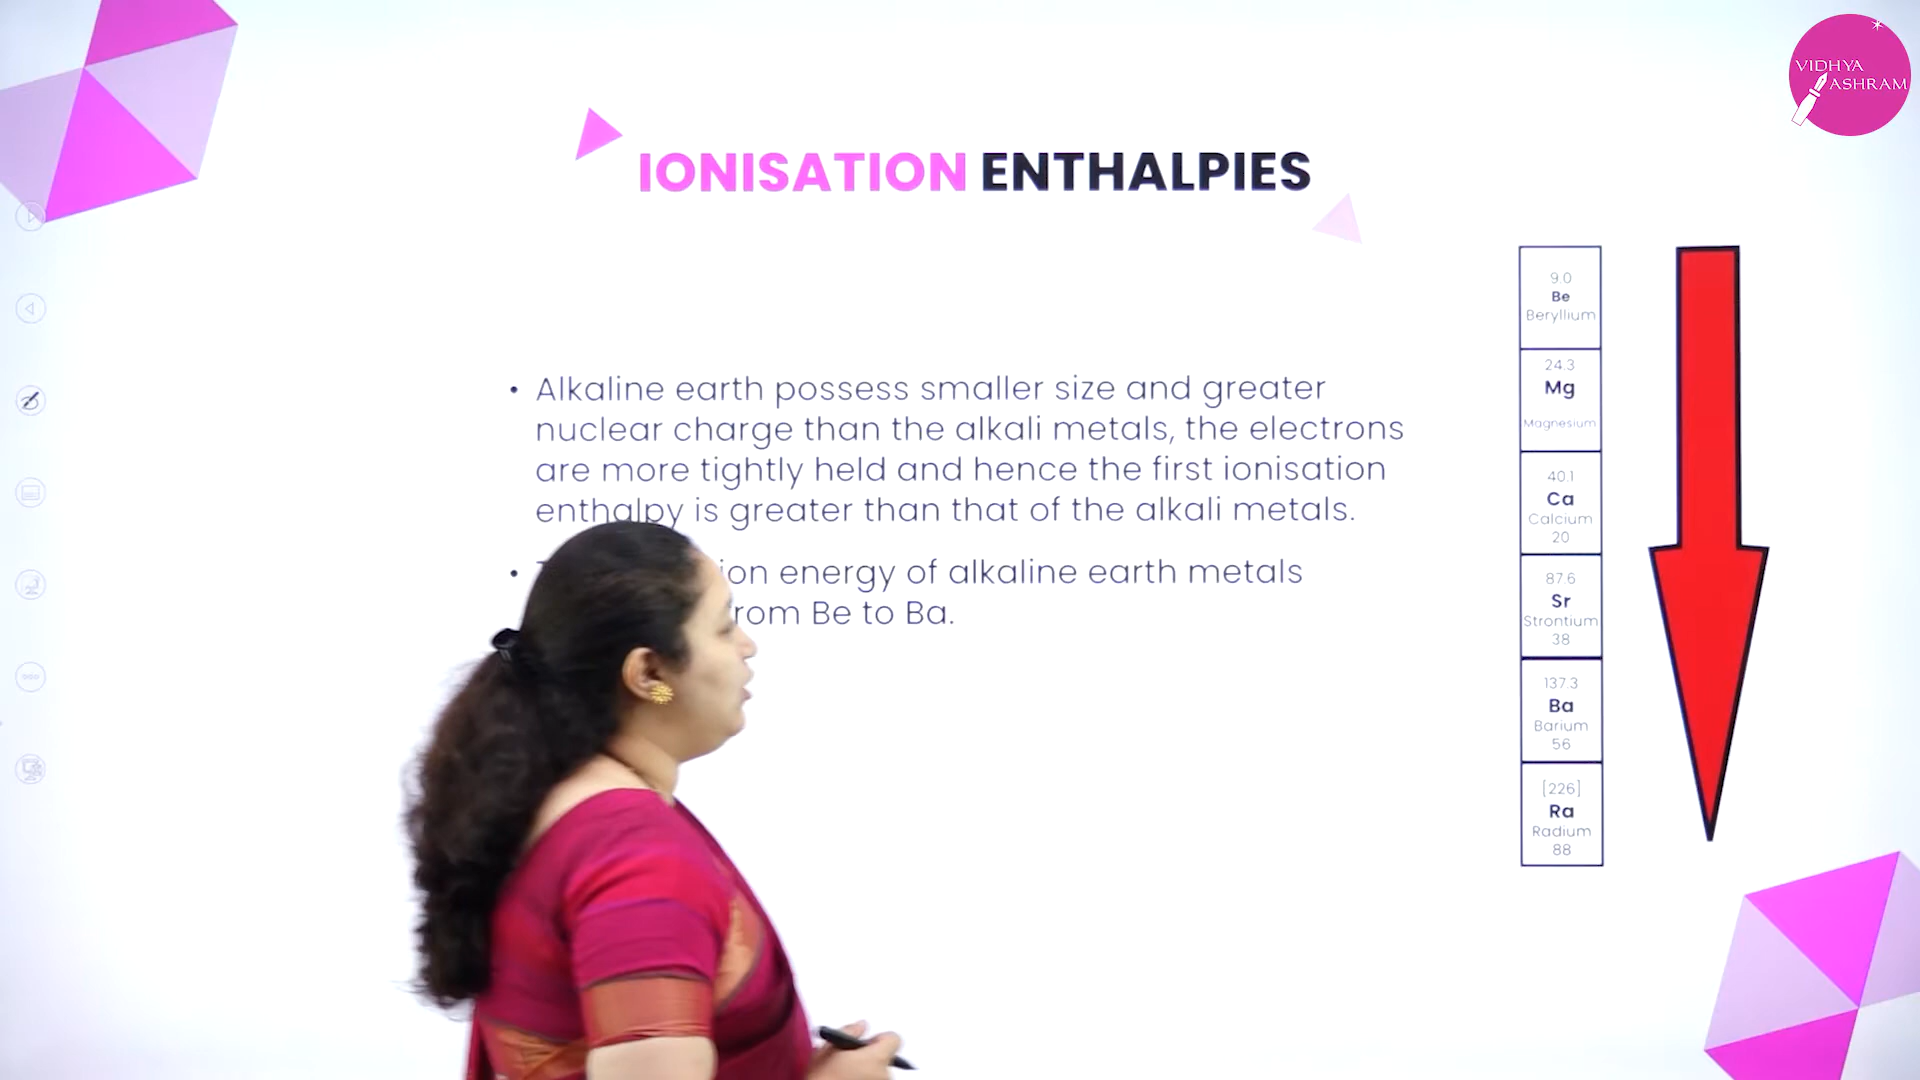 VIDHYA
ASHRAM
IONISATION ENTHALPIES
• Alkaline earth possess smaller size and greater
nuclear charge than the alkali metals, the electrons
are more tightly held and hence the first ionisation
enthalpy is greater than that of the alkali metals.
• ion energy of alkaline earth metals
rom Be to Ba.
9.0
Be
Beryllium
24.3
Mg
Magnesium
40.1
Ca
Calcium
20
87.6
Sr
Strontium
38
137.3
Ba
Barium
56
[226]
Ra
Radium
88